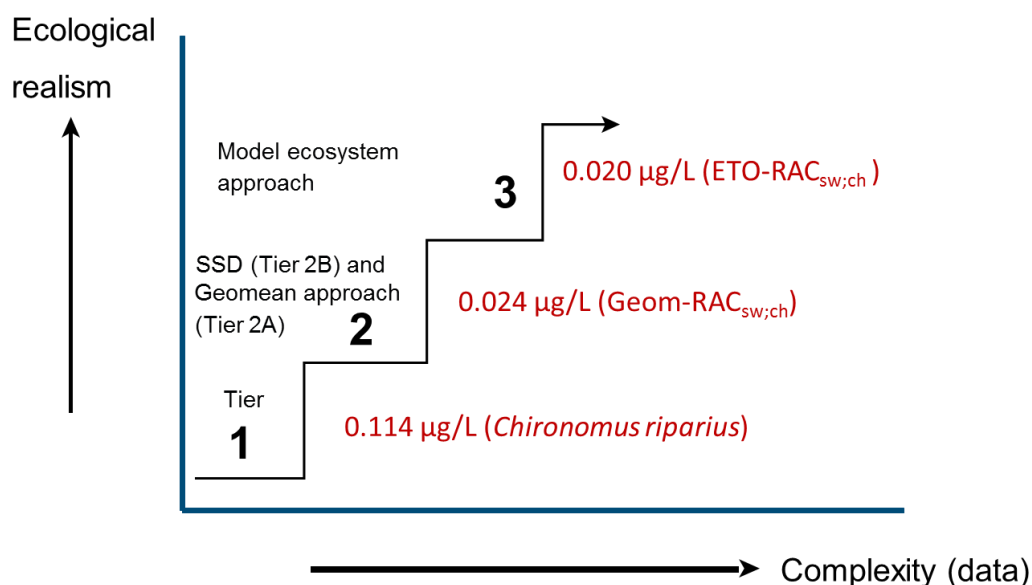 Ecological
realism
Model ecosystem
approach
3
0.020 µg/L (ETO-RACsw;ch )
SSD (Tier 2B) and
Geomean approach
(Tier 2A)
2
0.024 µg/L (Geom-RACsw;ch)
Tier
1
0.114 µg/L (Chironomus riparius)
Complexity (data)